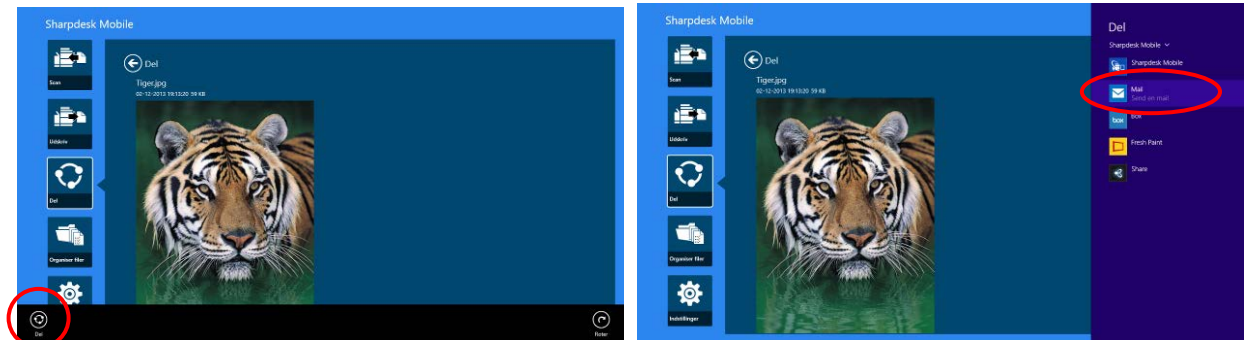 Sharpdesk Mobile
Scan
Udskriv
Del
Organiser filer
Del
Tiger.jpg
02-12-2013 19:13:20 59 KB
Del
Roter
Sharpdesk Mobile
Scan
Udskriv
Del
Organiser filer
Indstillinger
Del
Tiger.jpg
02-12-2013 19:13:20 59 KB
Del
Sharpdesk Mobile
Sharpdesk Mobile
Mail
Send en mail
box
Box
Fresh Paint
Share